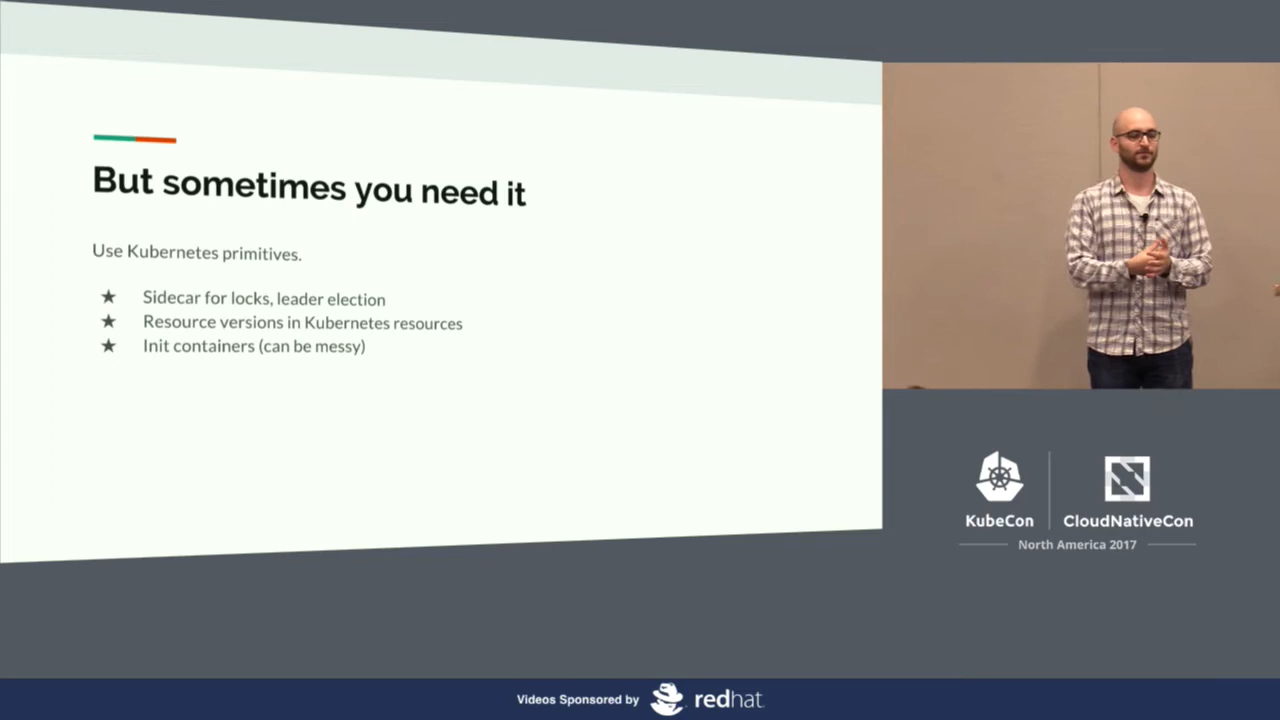 But sometimes you need it
Use Kubernetes primitives.
★ Sidecar for locks, leader election
★ Resource versions in Kubernetes resources
★ Init containers (can be messy)
KubeCon
CloudNativeCon
North America 2017
Videos Sponsored by
redhat